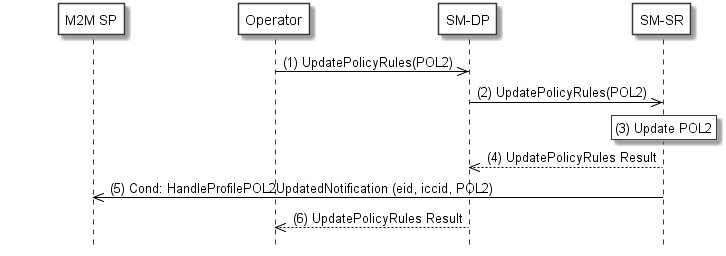 M2M SP
Operator
SM-DP
SM-SR
(1) UpdatePolicyRules(POL2)
(2) UpdatePolicyRules(POL2)
(3) Update POL2
(4) UpdatePolicyRules Result
(5) Cond: HandleProfilePOL2UpdatedNotification (eid, iccid, POL2)
(6) UpdatePolicyRules Result